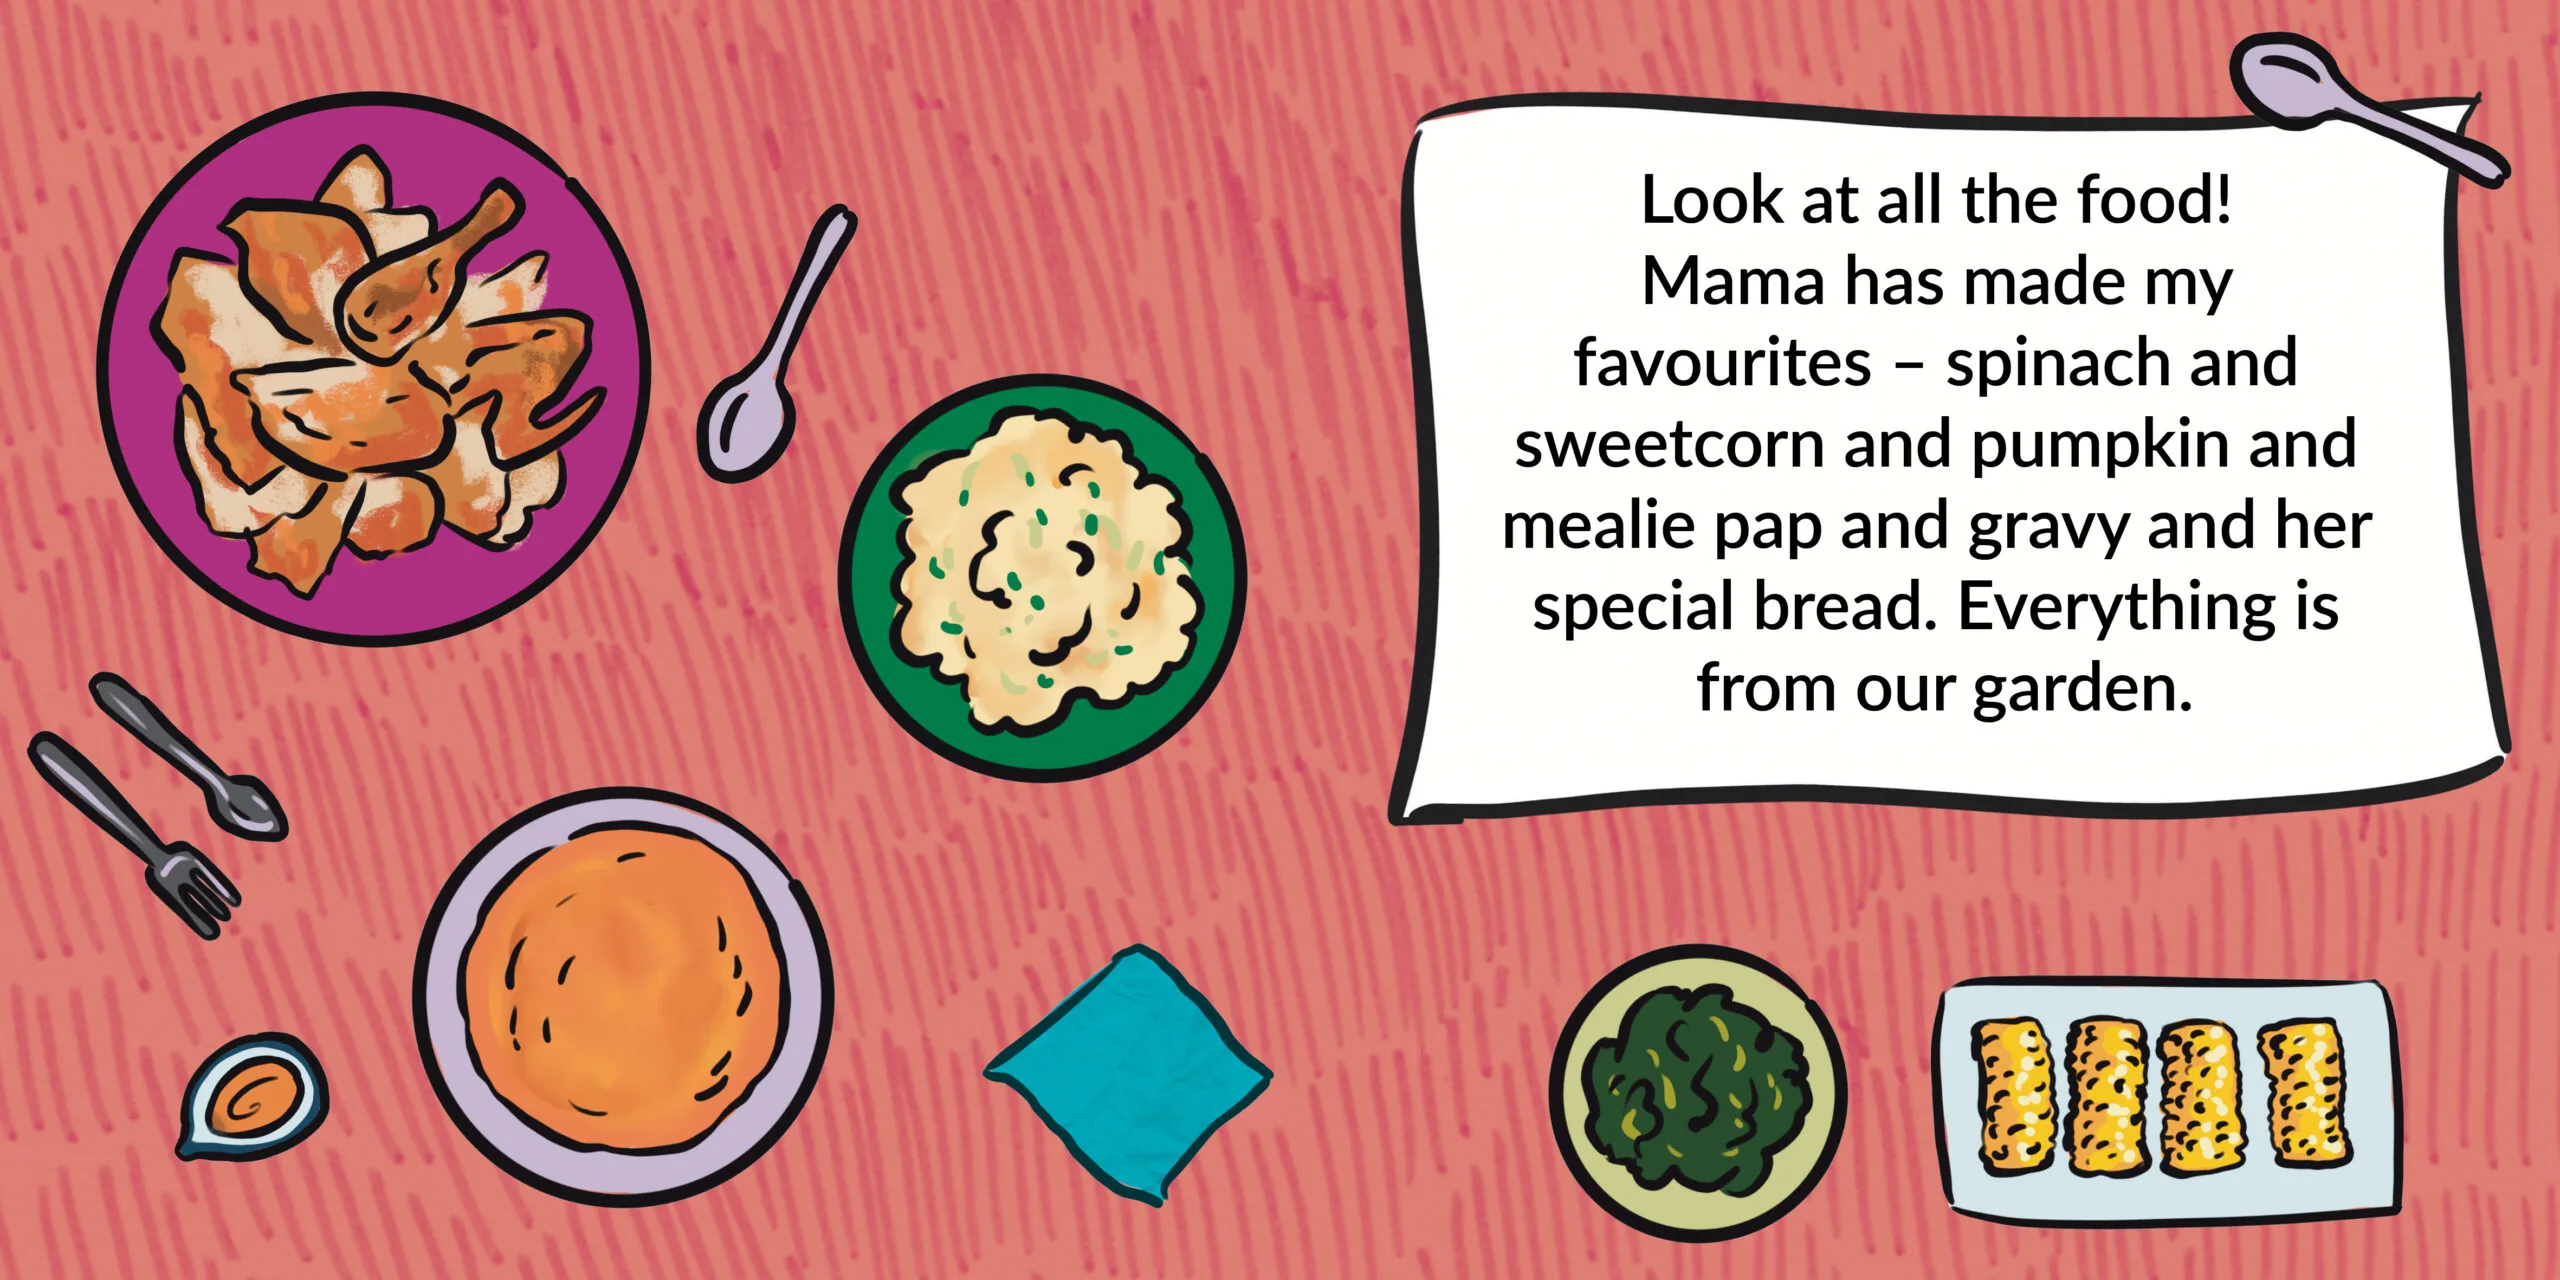 Look at all the food!
Mama has made my
favourites – spinach and
sweetcorn and pumpkin and
mealie pap and gravy and her
special bread. Everything is
from our garden.